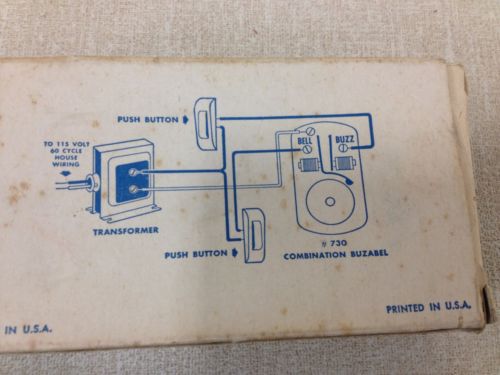 PUSH BUTTON
TO 115 VOLT
60 CYCLE
HOUSE
WIRING
BELL
BUZZ
TRANSFORMER
PUSH BUTTON
# 730
COMBINATION BUZABEL
IN U.S.A.
PRINTED IN U.S.A.